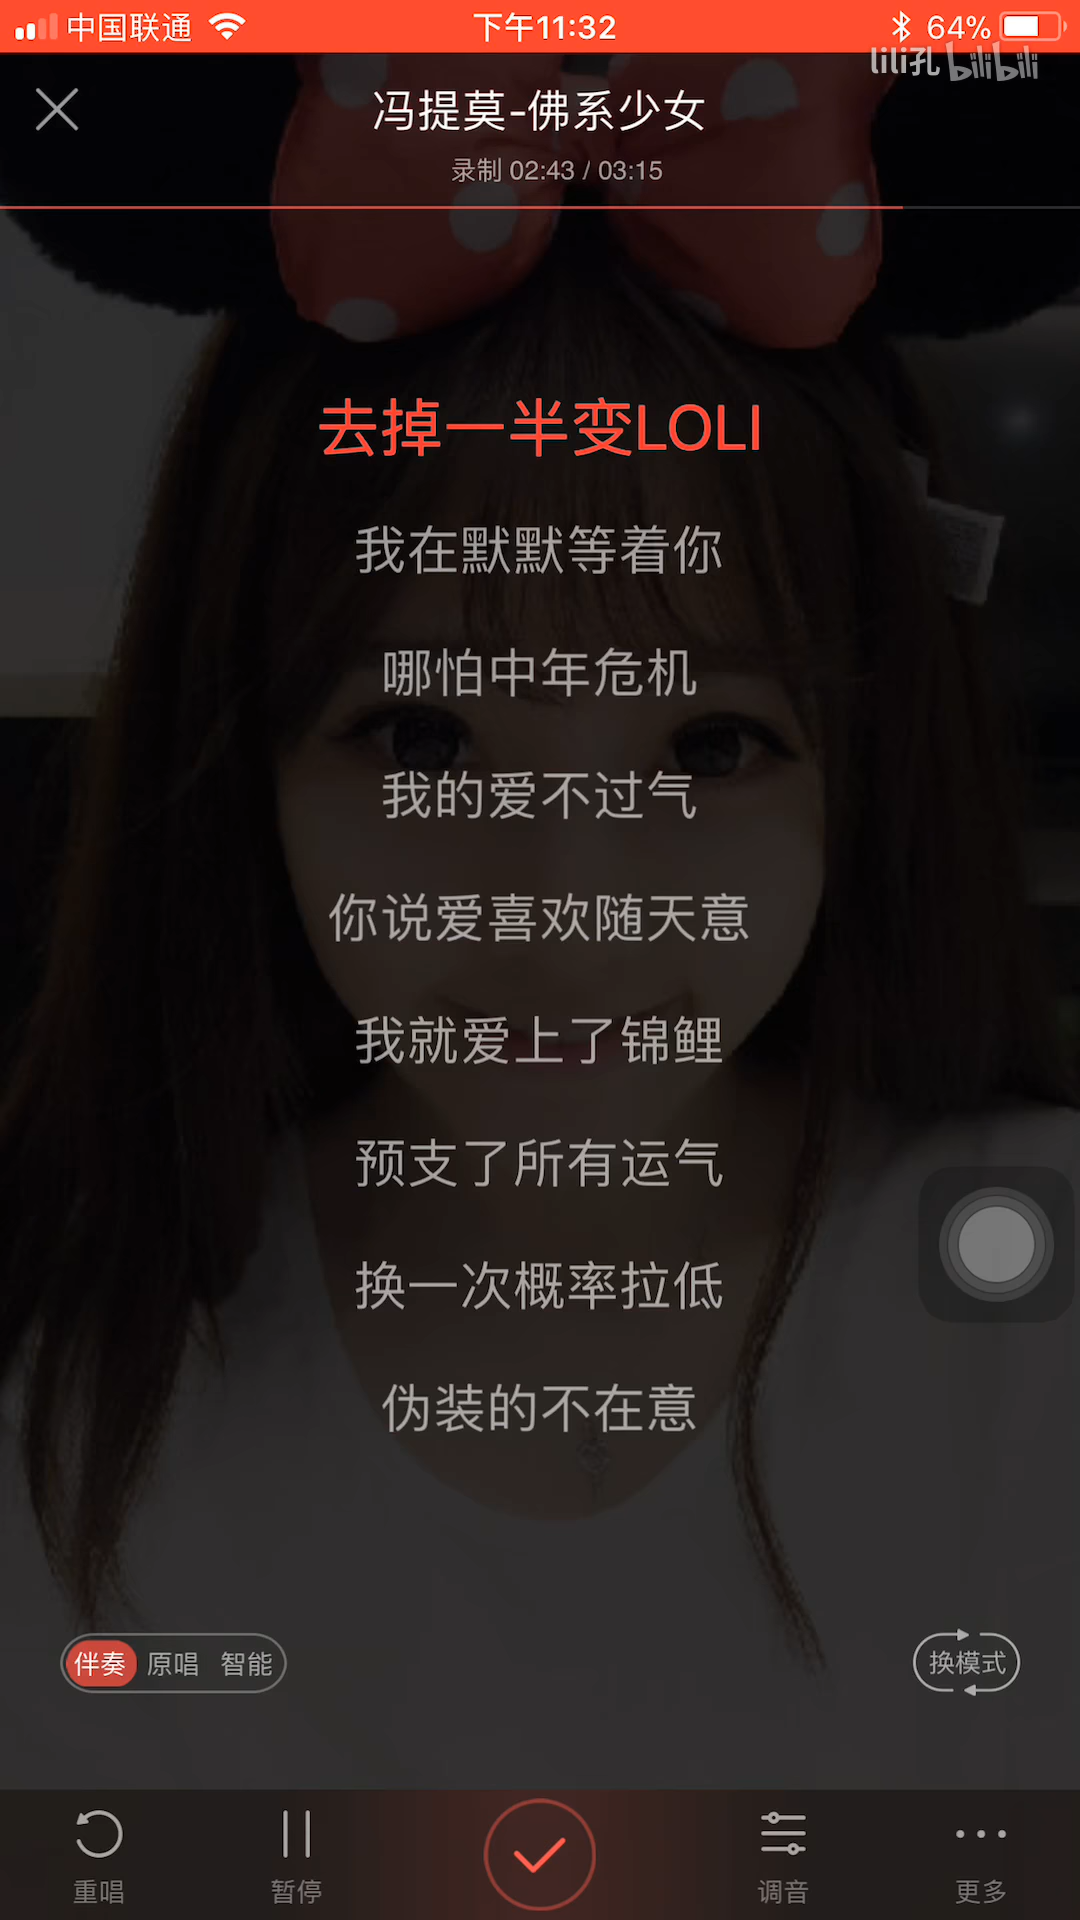 中国联通 下午11:32 64%
lili孔 bilibili
冯提莫-佛系少女
录制 02:43 / 03:15
去掉一半变LOLI
我在默默等着你
哪怕中年危机
我的爱不过气
你说爱喜欢随天意
我就爱上了锦鲤
预支了所有运气
换一次概率拉低
伪装的不在意
伴奏 原唱 智能 换模式
重唱 暂停 调音 更多